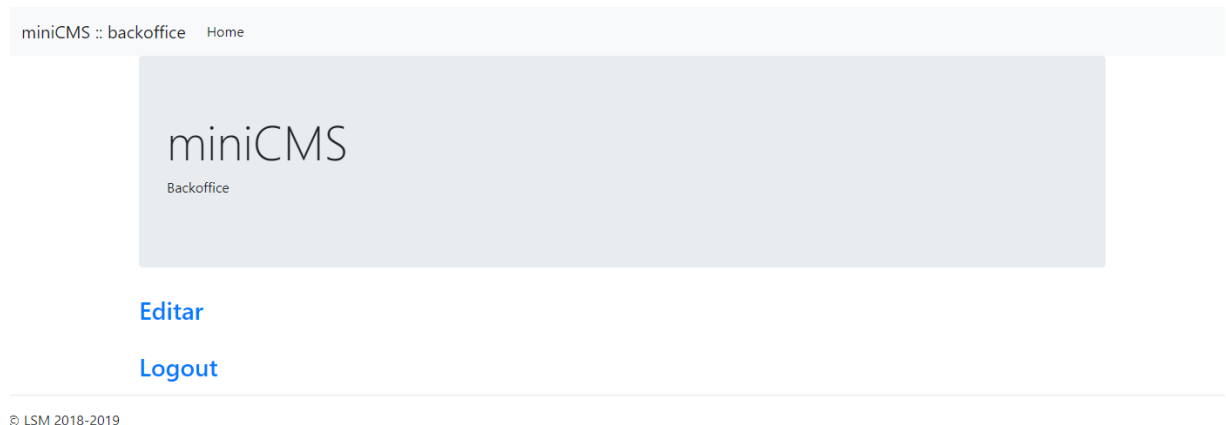 miniCMS :: backoffice Home
miniCMS
Backoffice
Editar
Logout
© LSM 2018-2019